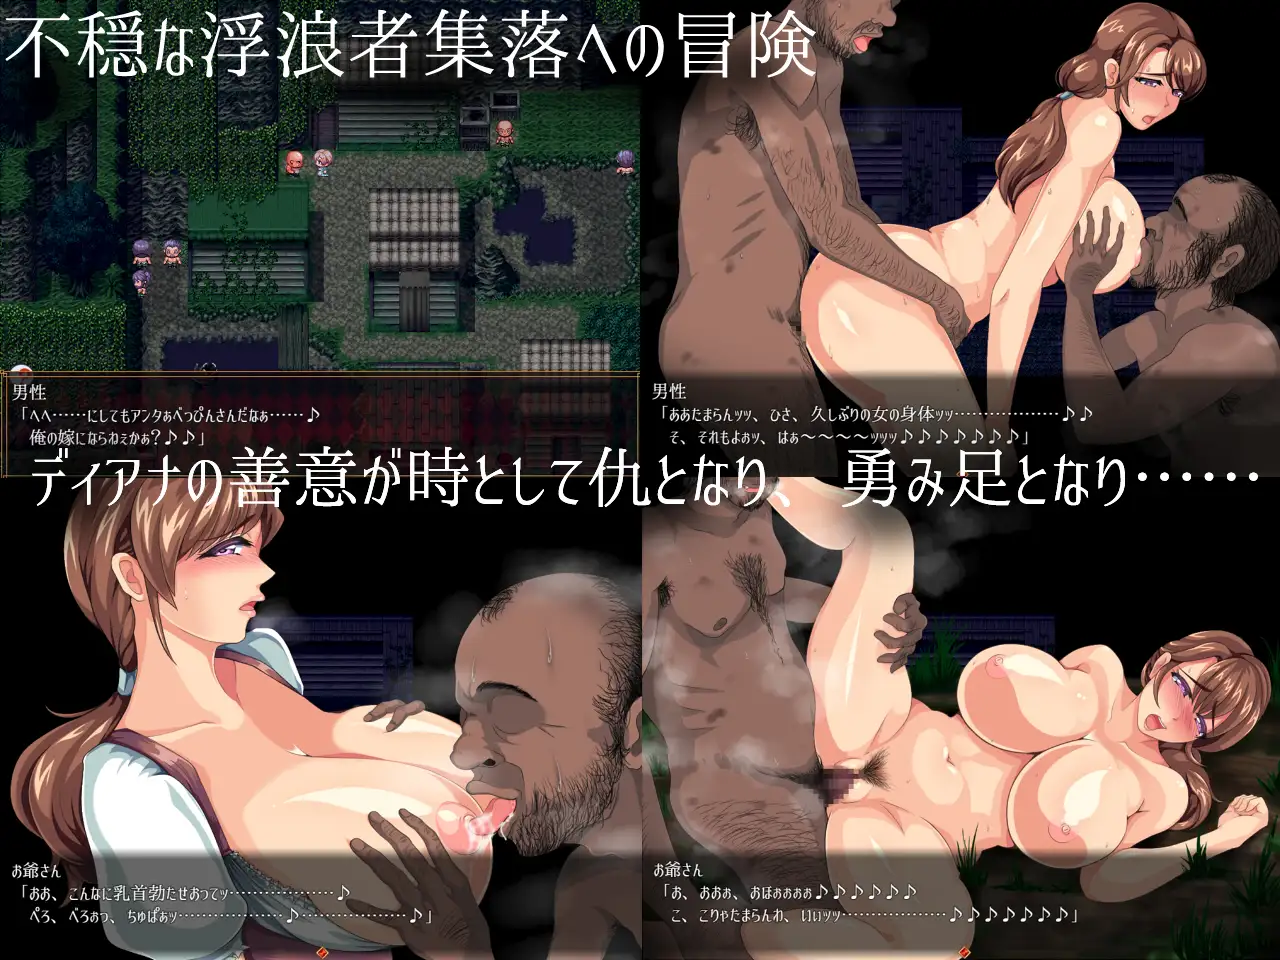 不穏な浮浪者集落への冒険
男性
「へへ……にしてもアンタぁべっぴんさんだなぁ……♪
俺の嫁にならねぇかぁ？♪♪」
男性
「ああたまらんッッ、ひさ、久しぶりの女の身体ッッ………………♪♪
そ、それもよぉッ、はぁ～～～～ッッッ♪♪♪♪♪♪♪」
ディアナの善意が時として仇となり、勇み足となり……
お爺さん
「おお、こんなに乳首勃たせおってッ………………♪
ぺろ、べろぉっ、ちゅぱぁッ………………♪………………♪」
お爺さん
「お、おおぉ、おほぉぉぉぉ♪♪♪♪♪♪
こ、こりゃたまらんわ、いぃッッ………………♪♪♪♪♪♪♪」